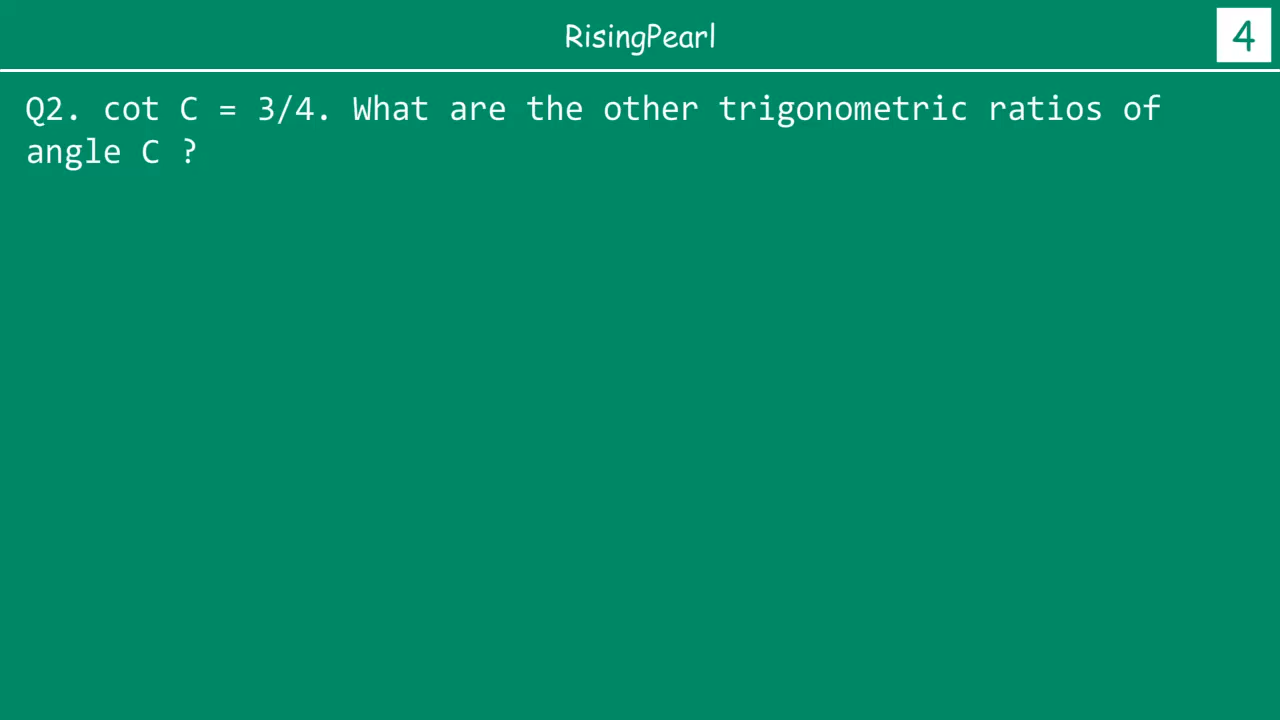 RisingPearl
4
Q2. cot C = 3/4. What are the other trigonometric ratios of
angle C ?